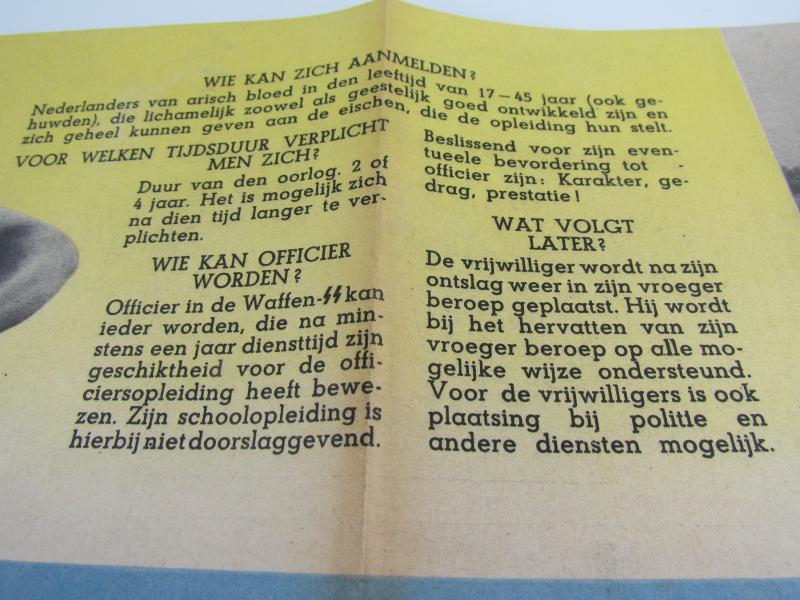 WIE KAN ZICH AANMELDEN?
Nederlanders van arisch bloed in den leeftijd van 17-45 jaar (ook ge-
huwden), die lichamelijk zoowel als geestelijk goed ontwikkeld zijn en
zich geheel kunnen geven aan de eischen, die de opleiding hun stelt.
VOOR WELKEN TIJDSDUUR VERPLICHT
MEN ZICH?
Duur van den oorlog. 2 of
4 jaar. Het is mogelijk zich
na dien tijd langer te ver-
plichten.
WIE KAN OFFICIER
WORDEN?
Officier in de Waffen-ᛋᛋ kan
ieder worden, die na min-
stens een jaar diensttijd zijn
geschiktheid voor de offi-
ciersopleiding heeft bewe-
zen. Zijn schoolopleiding is
hierbij niet doorslaggevend.
Beslissend voor zijn even-
tueele bevordering tot -
officier zijn: Karakter, ge-
drag, prestatie!
WAT VOLGT
LATER?
De vrijwilliger wordt na zijn
ontslag weer in zijn vroeger
beroep geplaatst. Hij wordt
bij het hervatten van zijn
vroeger beroep op alle mo-
gelijke wijze ondersteund.
Voor de vrijwilligers is ook
plaatsing bij politie en
andere diensten mogelijk.